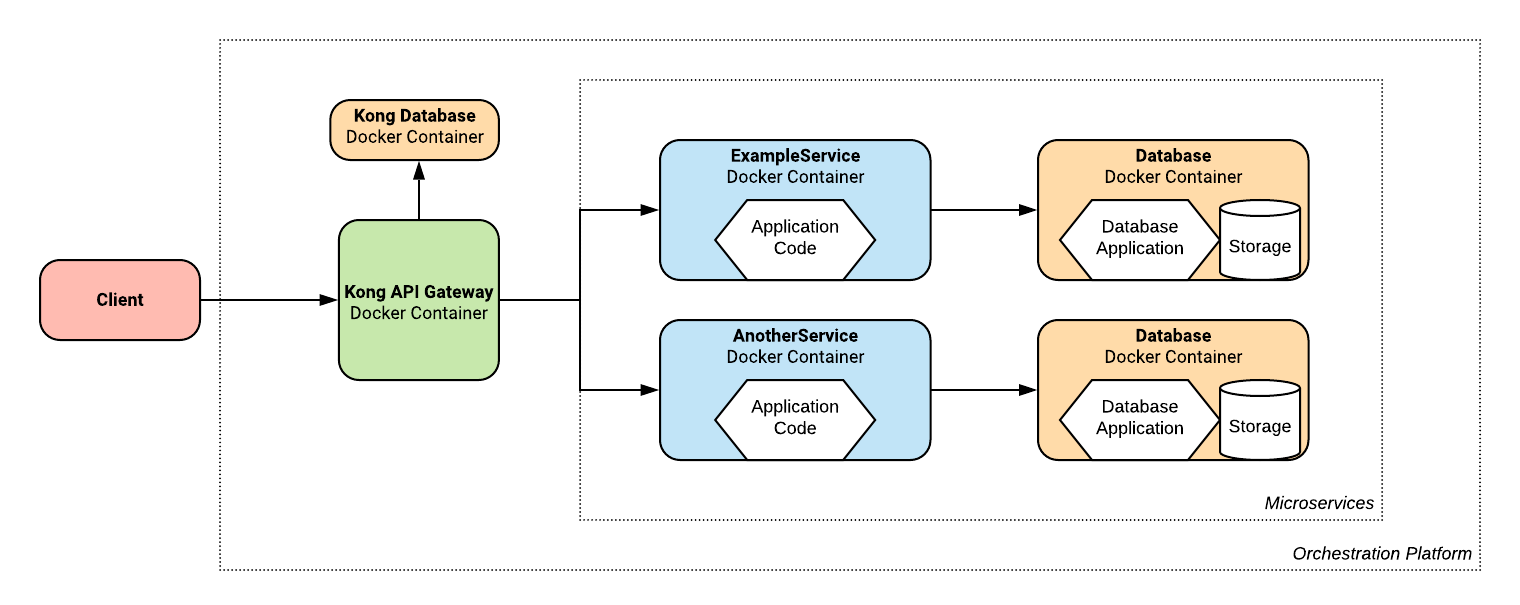 Kong Database
Docker Container
ExampleService
Docker Container
Application
Code
Database
Docker Container
Database
Application
Storage
Client
Kong API Gateway
Docker Container
AnotherService
Docker Container
Application
Code
Database
Docker Container
Database
Application
Storage
Microservices
Orchestration Platform